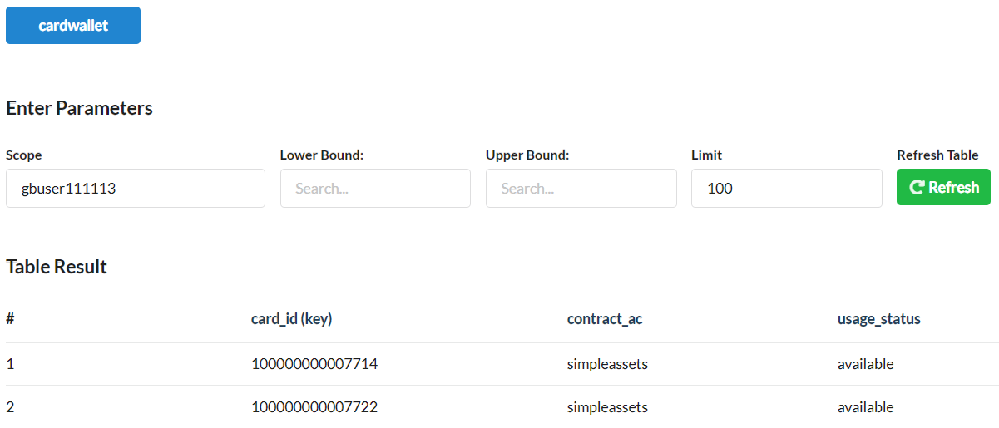 cardwallet
Enter Parameters
Scope Lower Bound: Upper Bound: Limit Refresh Table
gbuser111113 Search... Search... 100 Refresh
Table Result
# card_id (key) contract_ac usage_status
1 100000000007714 simpleassets available
2 100000000007722 simpleassets available